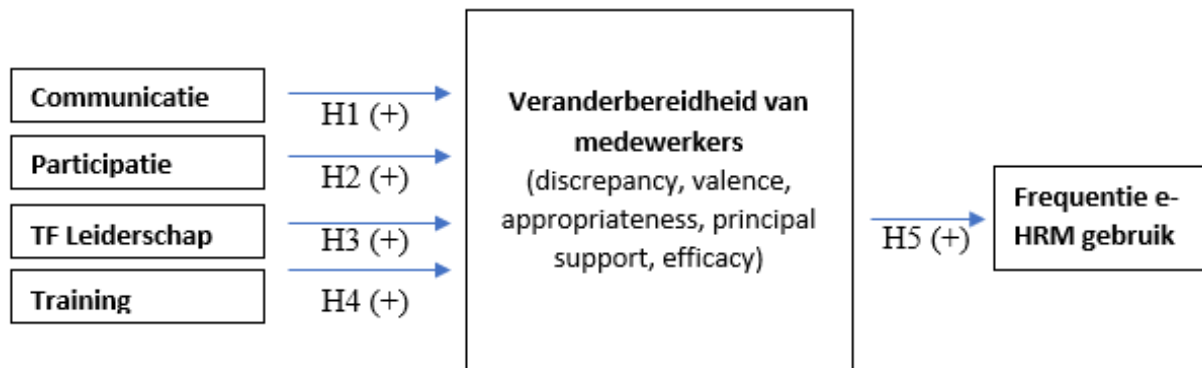 Communicatie
H1 (+)
Participatie
H2 (+)
TF Leiderschap
H3 (+)
Training
H4 (+)
Veranderbereidheid van
medewerkers
(discrepancy, valence,
appropriateness, principal
support, efficacy)
H5 (+)
Frequentie e-
HRM gebruik